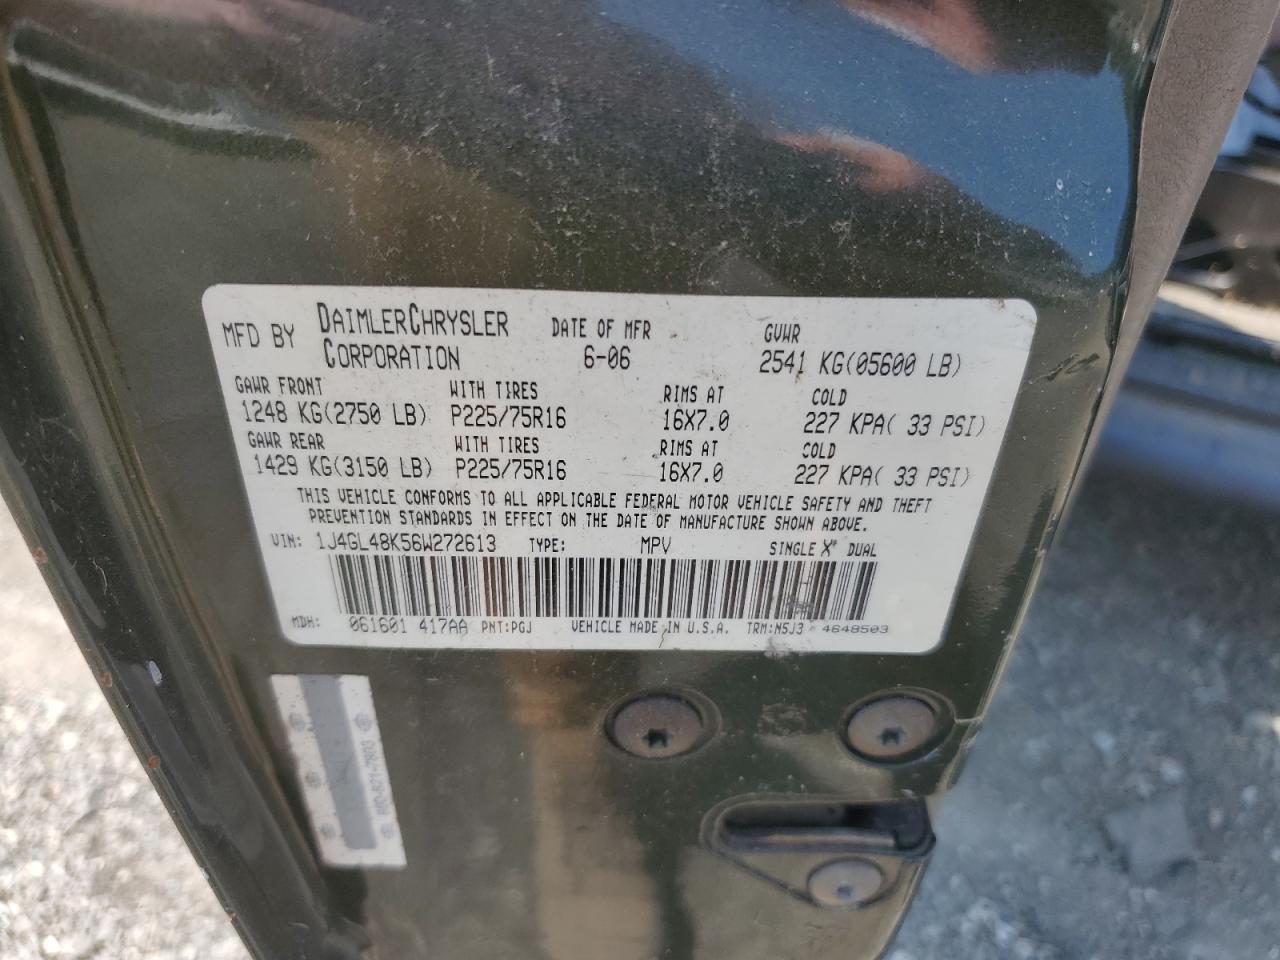 MFD BY DAIMLERCHRYSLER CORPORATION DATE OF MFR 6-06 GVWR 2541 KG(05600 LB)
GAWR FRONT WITH TIRES RIMS AT COLD
1248 KG(2750 LB) P225/75R16 16X7.0 227 KPA( 33 PSI)
GAWR REAR WITH TIRES RIMS AT COLD
1429 KG(3150 LB) P225/75R16 16X7.0 227 KPA( 33 PSI)
THIS VEHICLE CONFORMS TO ALL APPLICABLE FEDERAL MOTOR VEHICLE SAFETY AND THEFT
PREVENTION STANDARDS IN EFFECT ON THE DATE OF MANUFACTURE SHOWN ABOVE.
VIN: 1J4GL48K56W272613 TYPE: MPV SINGLE X DUAL
MDH: 061601 417AA PNT:PGJ VEHICLE MADE IN U.S.A. TRM:N5J3 4648503